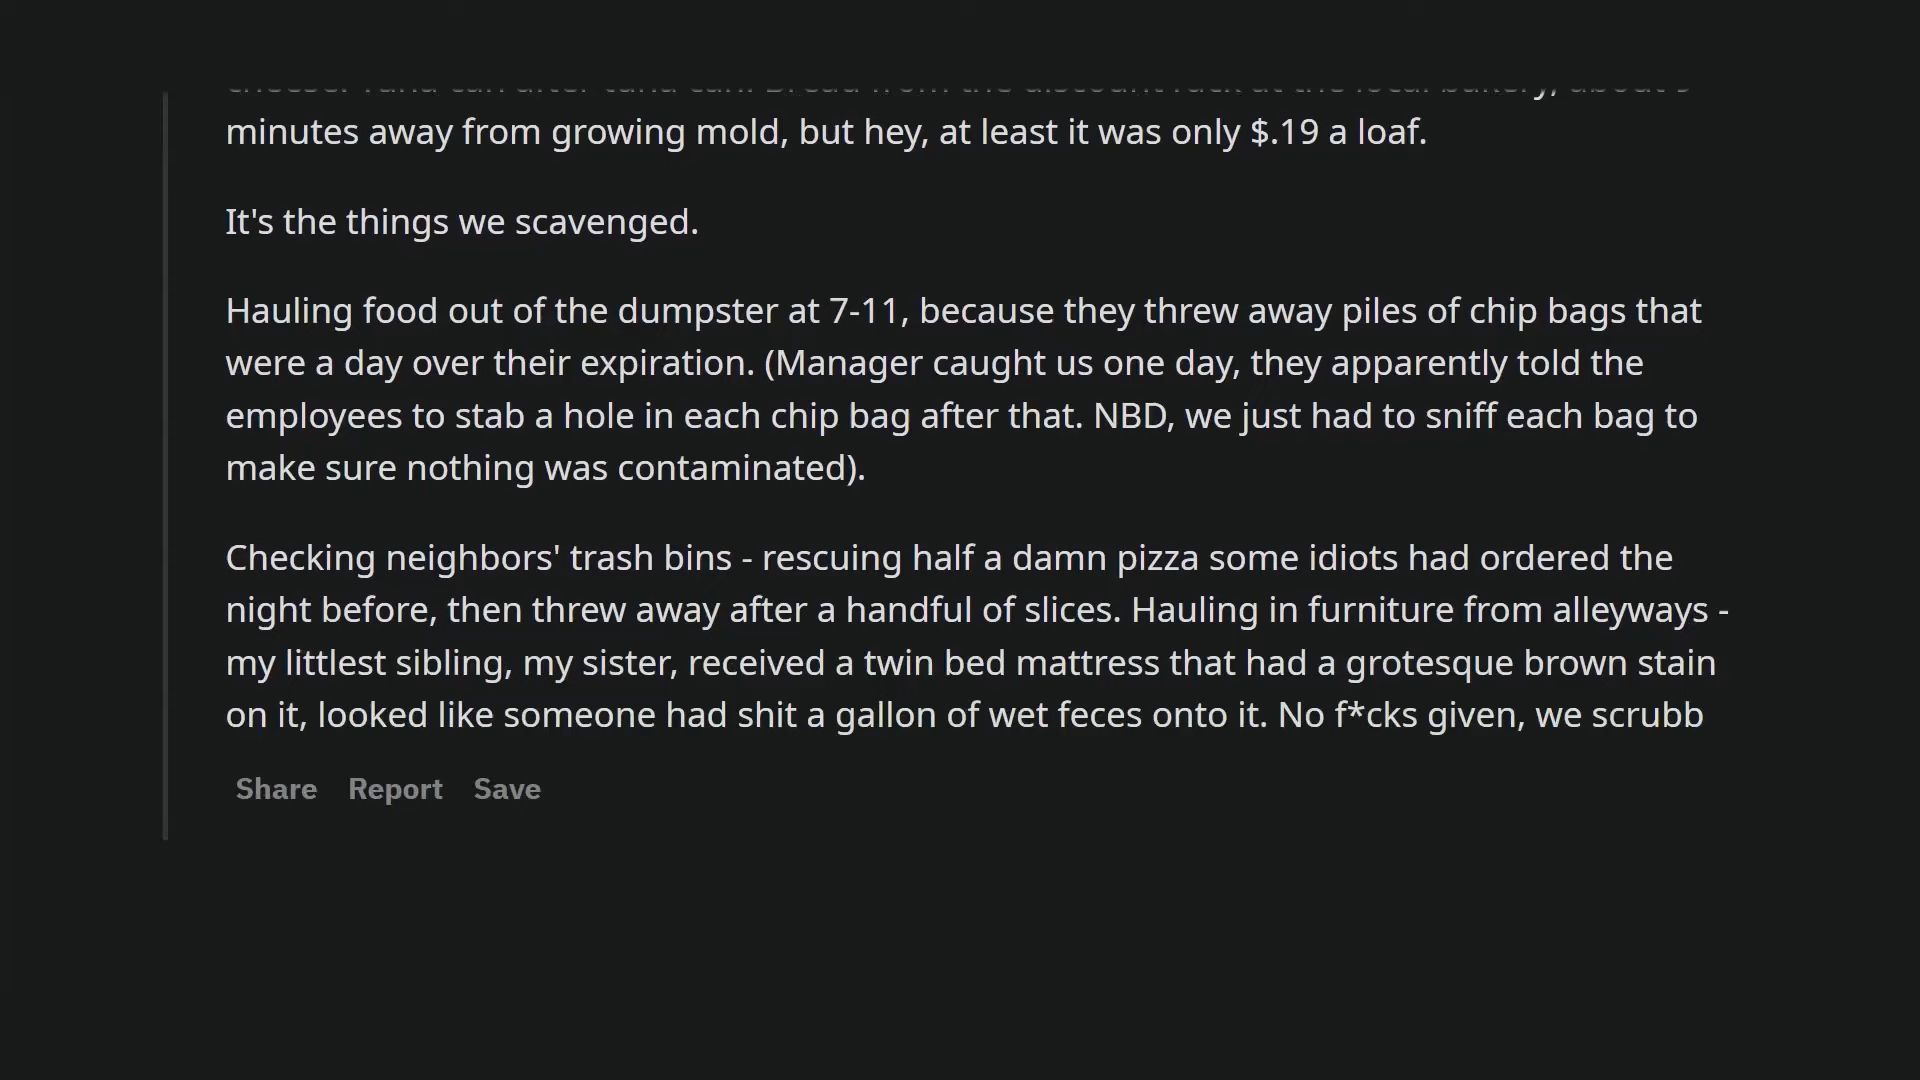 minutes away from growing mold, but hey, at least it was only $.19 a loaf.
It's the things we scavenged.
Hauling food out of the dumpster at 7-11, because they threw away piles of chip bags that
were a day over their expiration. (Manager caught us one day, they apparently told the
employees to stab a hole in each chip bag after that. NBD, we just had to sniff each bag to
make sure nothing was contaminated).
Checking neighbors' trash bins - rescuing half a damn pizza some idiots had ordered the
night before, then threw away after a handful of slices. Hauling in furniture from alleyways -
my littlest sibling, my sister, received a twin bed mattress that had a grotesque brown stain
on it, looked like someone had shit a gallon of wet feces onto it. No f*cks given, we scrubb
Share Report Save